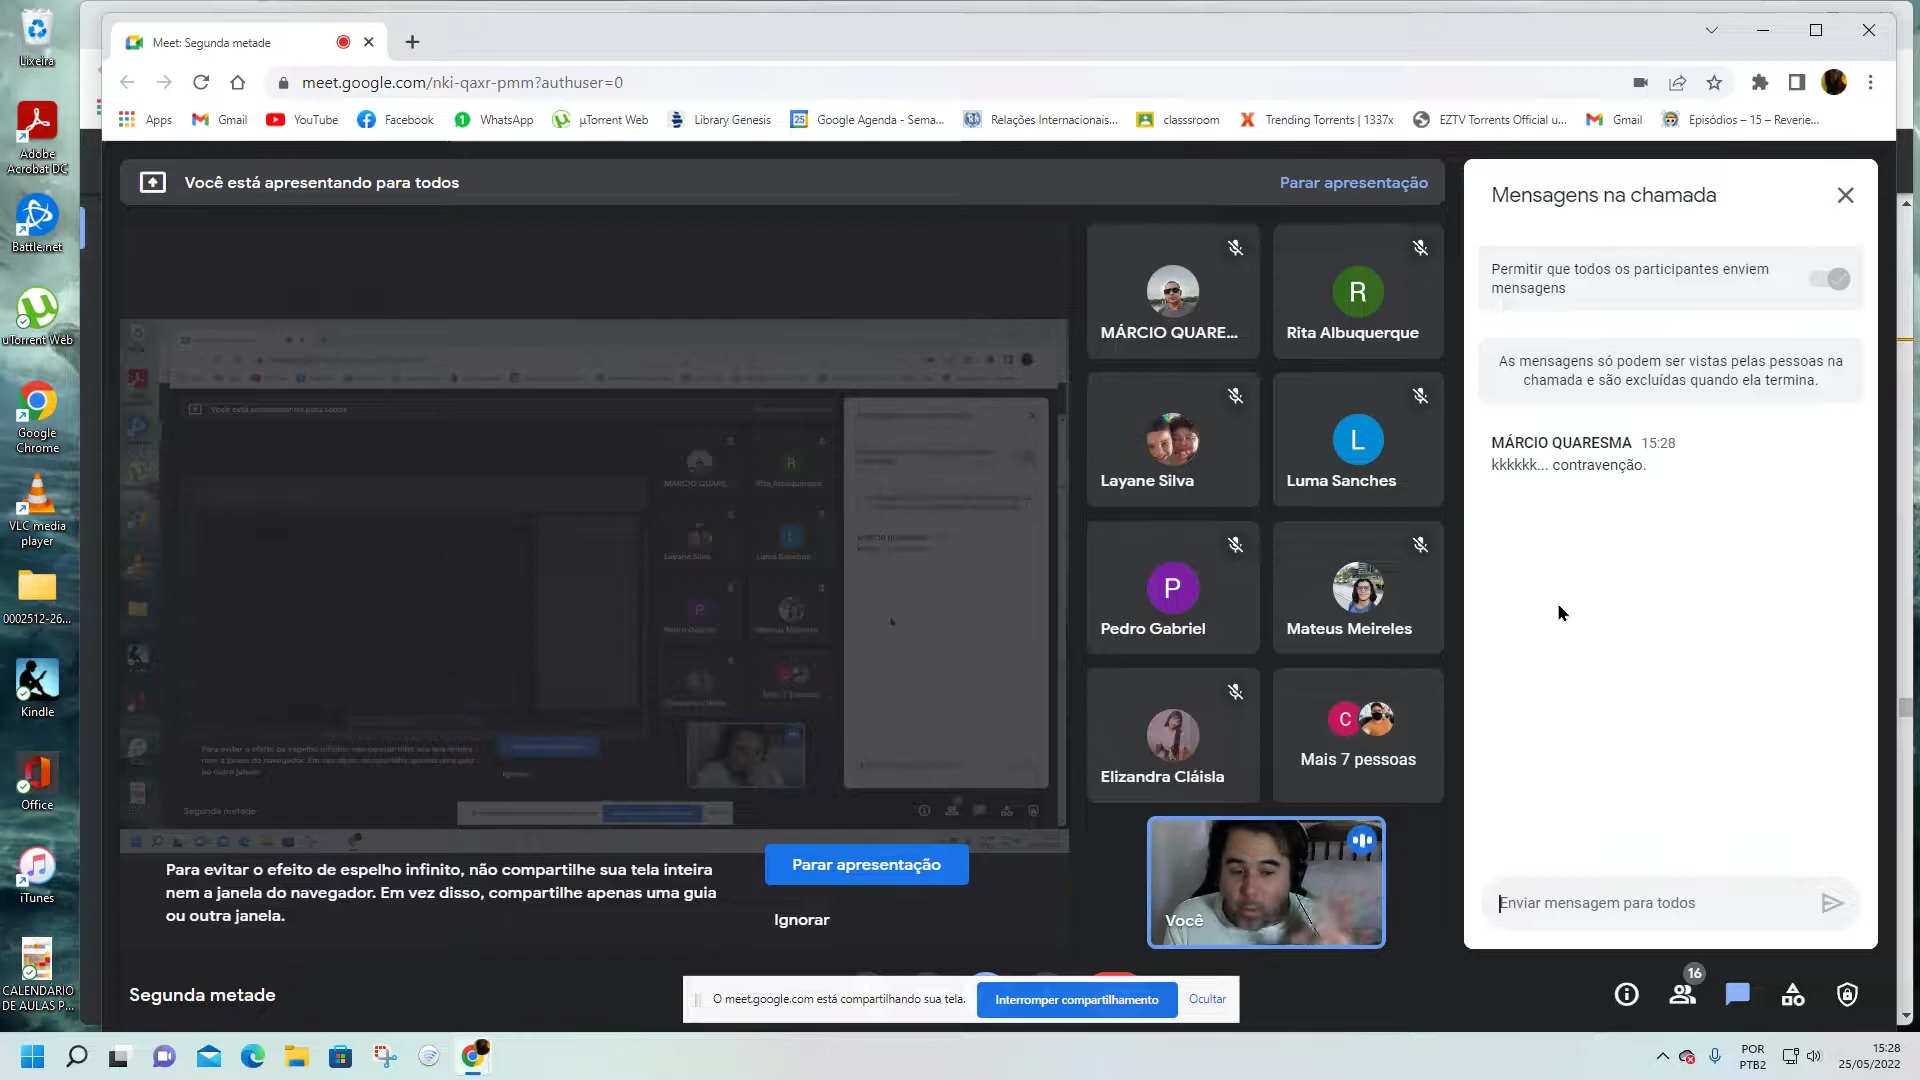 Lixeira
Adobe
Acrobat DC
Battle.net
uTorrent Web
Google
Chrome
VLC media
player
0002512-26...
Kindle
Office
iTunes
CALENDÁRIO
DE AULAS P...
Meet: Segunda metade
meet.google.com/nki-qaxr-pmm?authuser=0
Apps
Gmail
YouTube
Facebook
WhatsApp
µTorrent Web
Library Genesis
Google Agenda - Sema...
Relações Internacionais...
classsroom
Trending Torrents | 1337x
EZTV Torrents Official u...
Gmail
Episódios – 15 – Reverie...
Você está apresentando para todos
Parar apresentação
MÁRCIO QUARE...
R
Rita Albuquerque
Layane Silva
L
Luma Sanches
P
Pedro Gabriel
Mateus Meireles
Elizandra Cláisla
C
Mais 7 pessoas
Você
Para evitar o efeito de espelho infinito, não compartilhe sua tela inteira
nem a janela do navegador. Em vez disso, compartilhe apenas uma guia
ou outra janela.
Parar apresentação
Ignorar
Mensagens na chamada
Permitir que todos os participantes enviem
mensagens
As mensagens só podem ser vistas pelas pessoas na
chamada e são excluídas quando ela termina.
MÁRCIO QUARESMA 15:28
kkkkkk... contravenção.
Enviar mensagem para todos
Segunda metade
O meet.google.com está compartilhando sua tela.
Interromper compartilhamento
Ocultar
16
POR
PTB2
15:28
25/05/2022